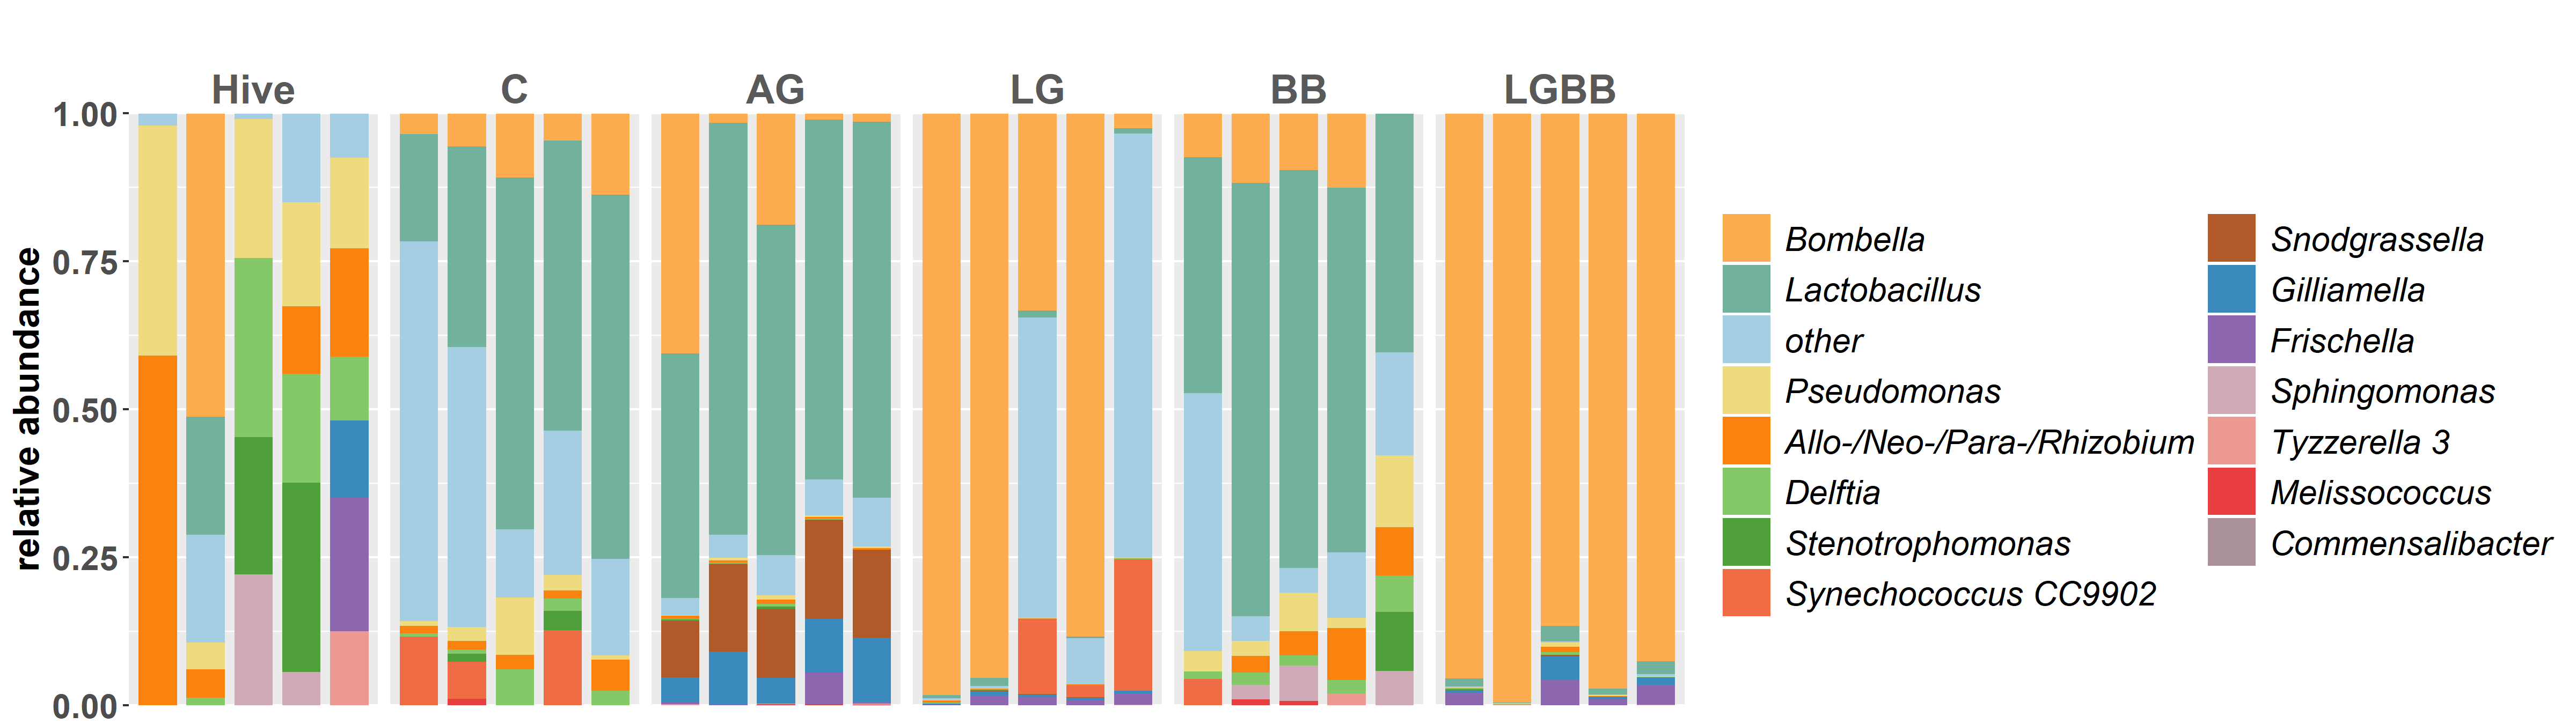 Hive C AG LG BB LGBB
relative abundance
1.00
0.75
0.50
0.25
0.00
Bombella
Lactobacillus
other
Pseudomonas
Allo-/Neo-/Para-/Rhizobium
Delftia
Stenotrophomonas
Synechococcus CC9902
Snodgrassella
Gilliamella
Frischella
Sphingomonas
Tyzzerella 3
Melissococcus
Commensalibacter